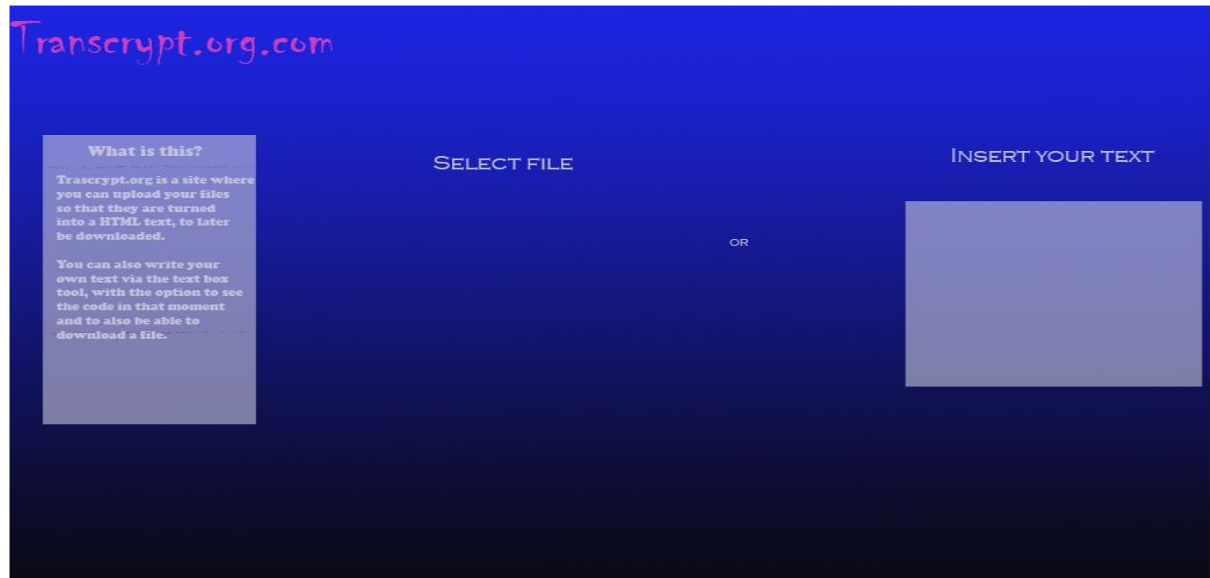 Transcrypt.org.com
What is this?
Trascrypt.org is a site where
you can upload your files
so that they are turned
into a HTML text, to later
be downloaded.
You can also write your
own text via the text box
tool, with the option to see
the code in that moment
and to also be able to
download a file.
SELECT FILE
OR
INSERT YOUR TEXT